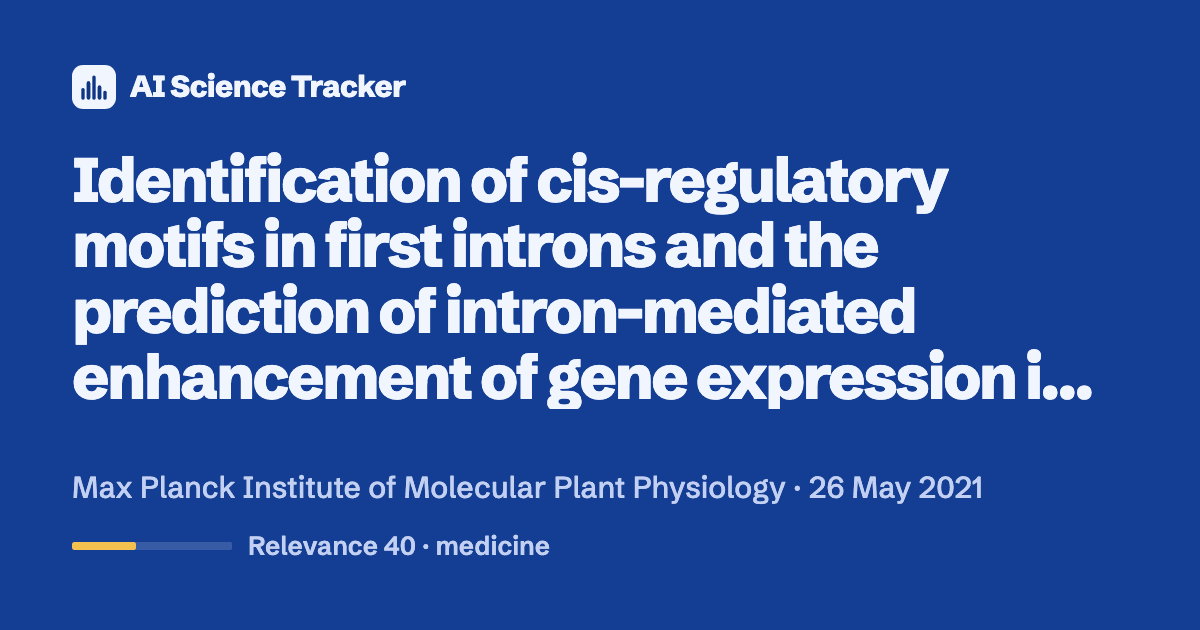 AI Science Tracker
Identification of cis-regulatory
motifs in first introns and the
prediction of intron-mediated
enhancement of gene expression i...
Max Planck Institute of Molecular Plant Physiology · 26 May 2021
Relevance 40 · medicine